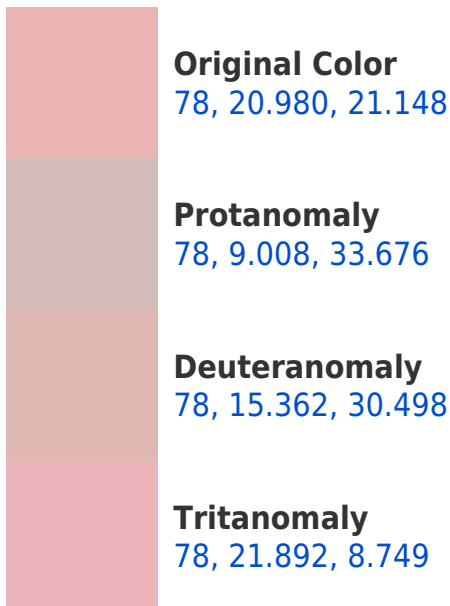 Original Color
78, 20.980, 21.148
Protanomaly
78, 9.008, 33.676
Deuteranomaly
78, 15.362, 30.498
Tritanomaly
78, 21.892, 8.749